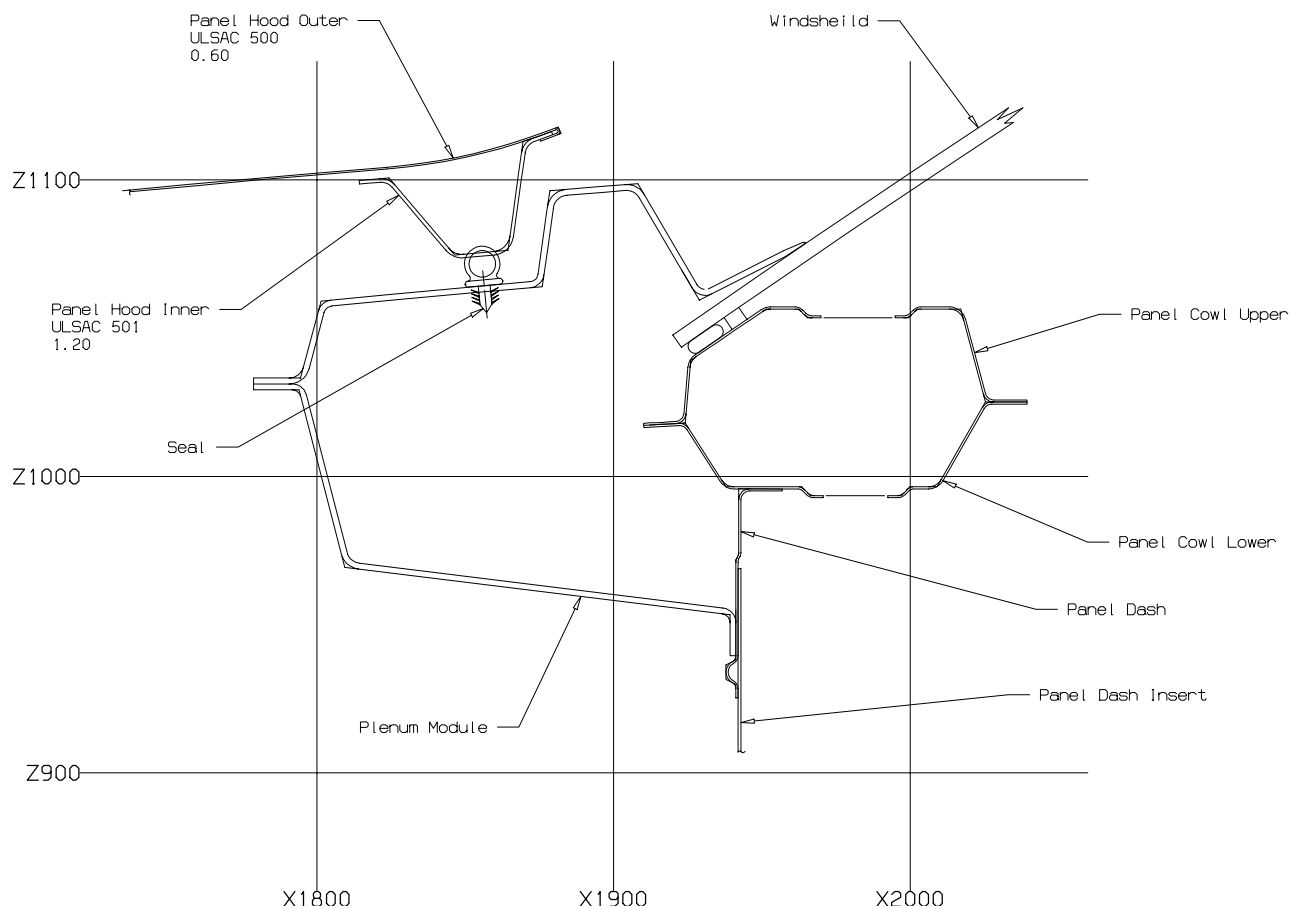 Panel Hood Outer
ULSAC 500
0.60
Windsheild
Z1100
Panel Hood Inner
ULSAC 501
1.20
Panel Cowl Upper
Seal
Z1000
Panel Cowl Lower
Panel Dash
Panel Dash Insert
Plenum Module
Z900
X1800
X1900
X2000